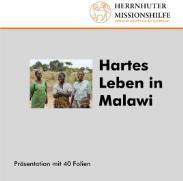 HERRNHUTER
MISSIONSHILFE
Hartes
Leben in
Malawi
Präsentation mit 40 Folien